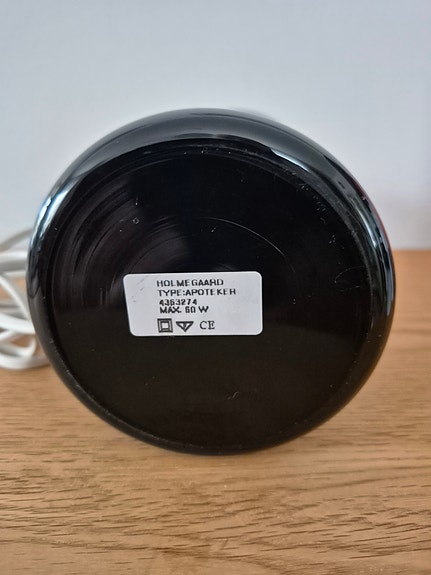 HOLMEGAARD
TYPE:APOTEKER
4363274
MAX. 60 W
CE